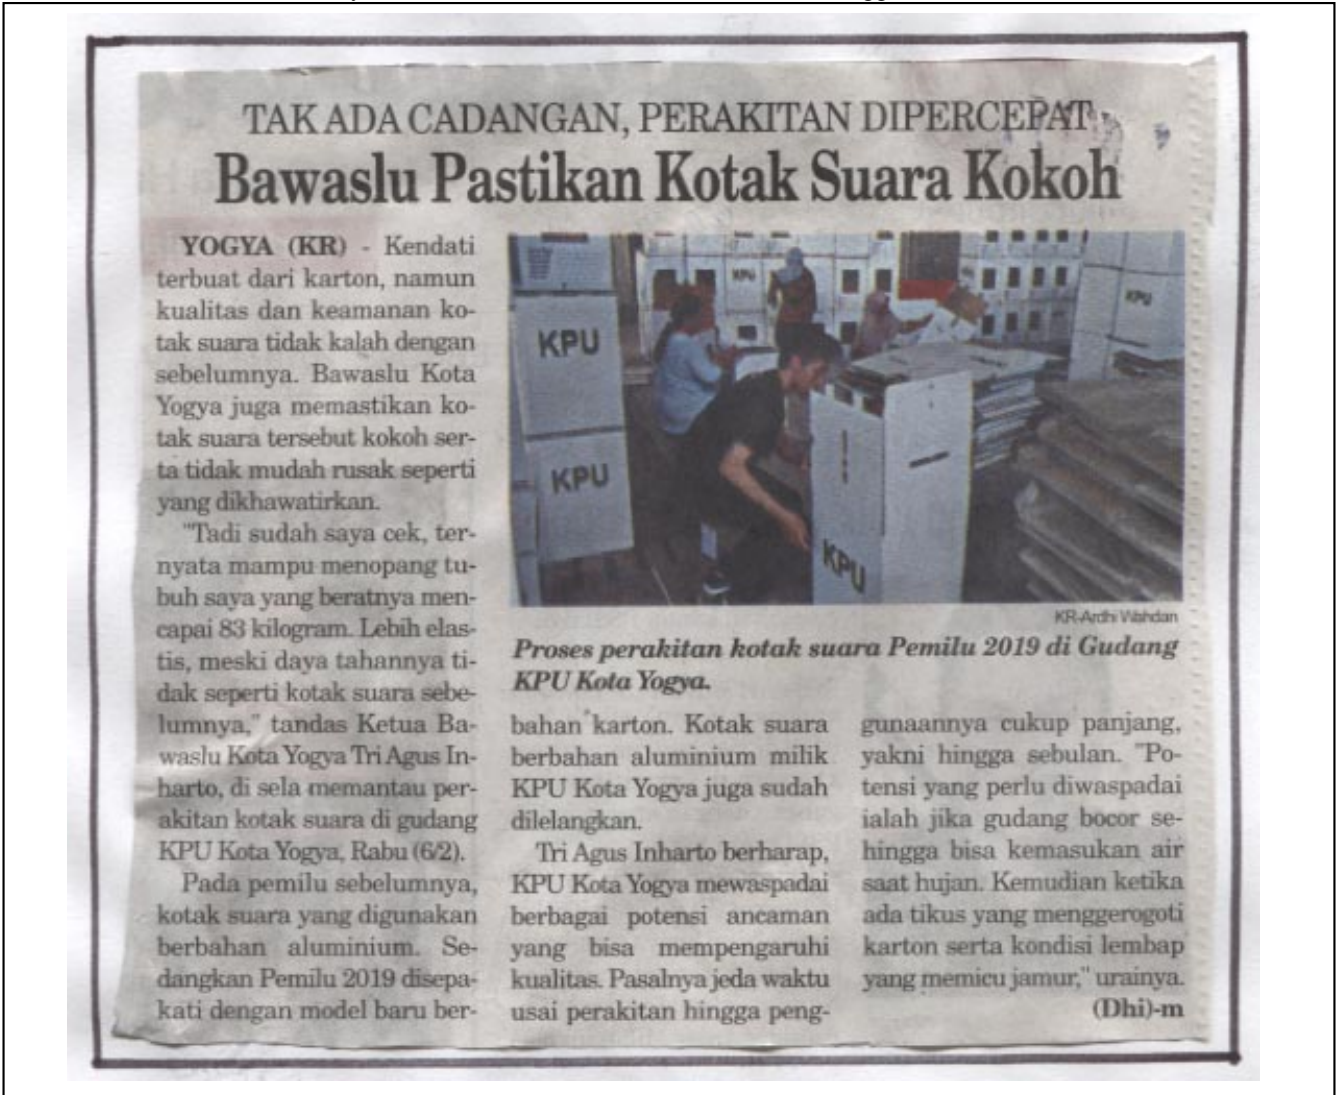 TAK ADA CADANGAN, PERAKITAN DIPERCEPAT
Bawaslu Pastikan Kotak Suara Kokoh
YOGYA (KR) - Kendati
terbuat dari karton, namun
kualitas dan keamanan ko-
tak suara tidak kalah dengan
sebelumnya. Bawaslu Kota
Yogya juga memastikan ko-
tak suara tersebut kokoh ser-
ta tidak mudah rusak seperti
yang dikhawatirkan.
"Tadi sudah saya cek, ter-
nyata mampu menopang tu-
buh saya yang beratnya men-
capai 83 kilogram. Lebih elas-
tis, meski daya tahannya ti-
dak seperti kotak suara sebe-
lumnya," tandas Ketua Ba-
waslu Kota Yogya Tri Agus In-
harto, di sela memantau per-
akitan kotak suara di gudang
KPU Kota Yogya, Rabu (6/2).
Pada pemilu sebelumnya,
kotak suara yang digunakan
berbahan aluminium. Se-
dangkan Pemilu 2019 disepa-
kati dengan model baru ber-
KPU
KPU
KPU
KPU
KPU
KR-Ardhi Wahdan
Proses perakitan kotak suara Pemilu 2019 di Gudang
KPU Kota Yogya.
bahan karton. Kotak suara
berbahan aluminium milik
KPU Kota Yogya juga sudah
dilelangkan.
Tri Agus Inharto berharap,
KPU Kota Yogya mewaspadai
berbagai potensi ancaman
yang bisa mempengaruhi
kualitas. Pasalnya jeda waktu
usai perakitan hingga peng-
gunaannya cukup panjang,
yakni hingga sebulan. "Po-
tensi yang perlu diwaspadai
ialah jika gudang bocor se-
hingga bisa kemasukan air
saat hujan. Kemudian ketika
ada tikus yang menggerogoti
karton serta kondisi lembap
yang memicu jamur," urainya.
(Dhi)-m